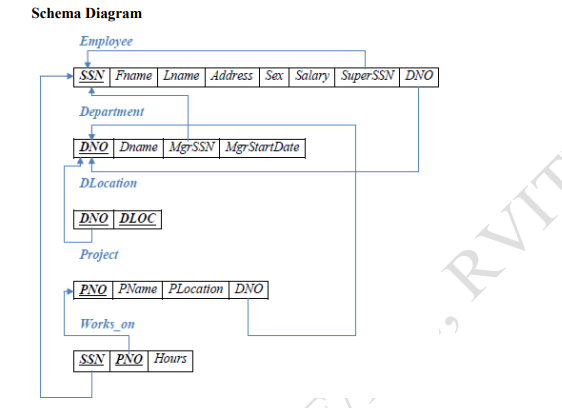 Schema Diagram
Employee
SSN Fname Lname Address Sex Salary SuperSSN DNO
Department
DNO Dname MgrSSN MgrStartDate
DLocation
DNO DLOC
Project
PNO PName PLocation DNO
Works_on
SSN PNO Hours
, RVIT